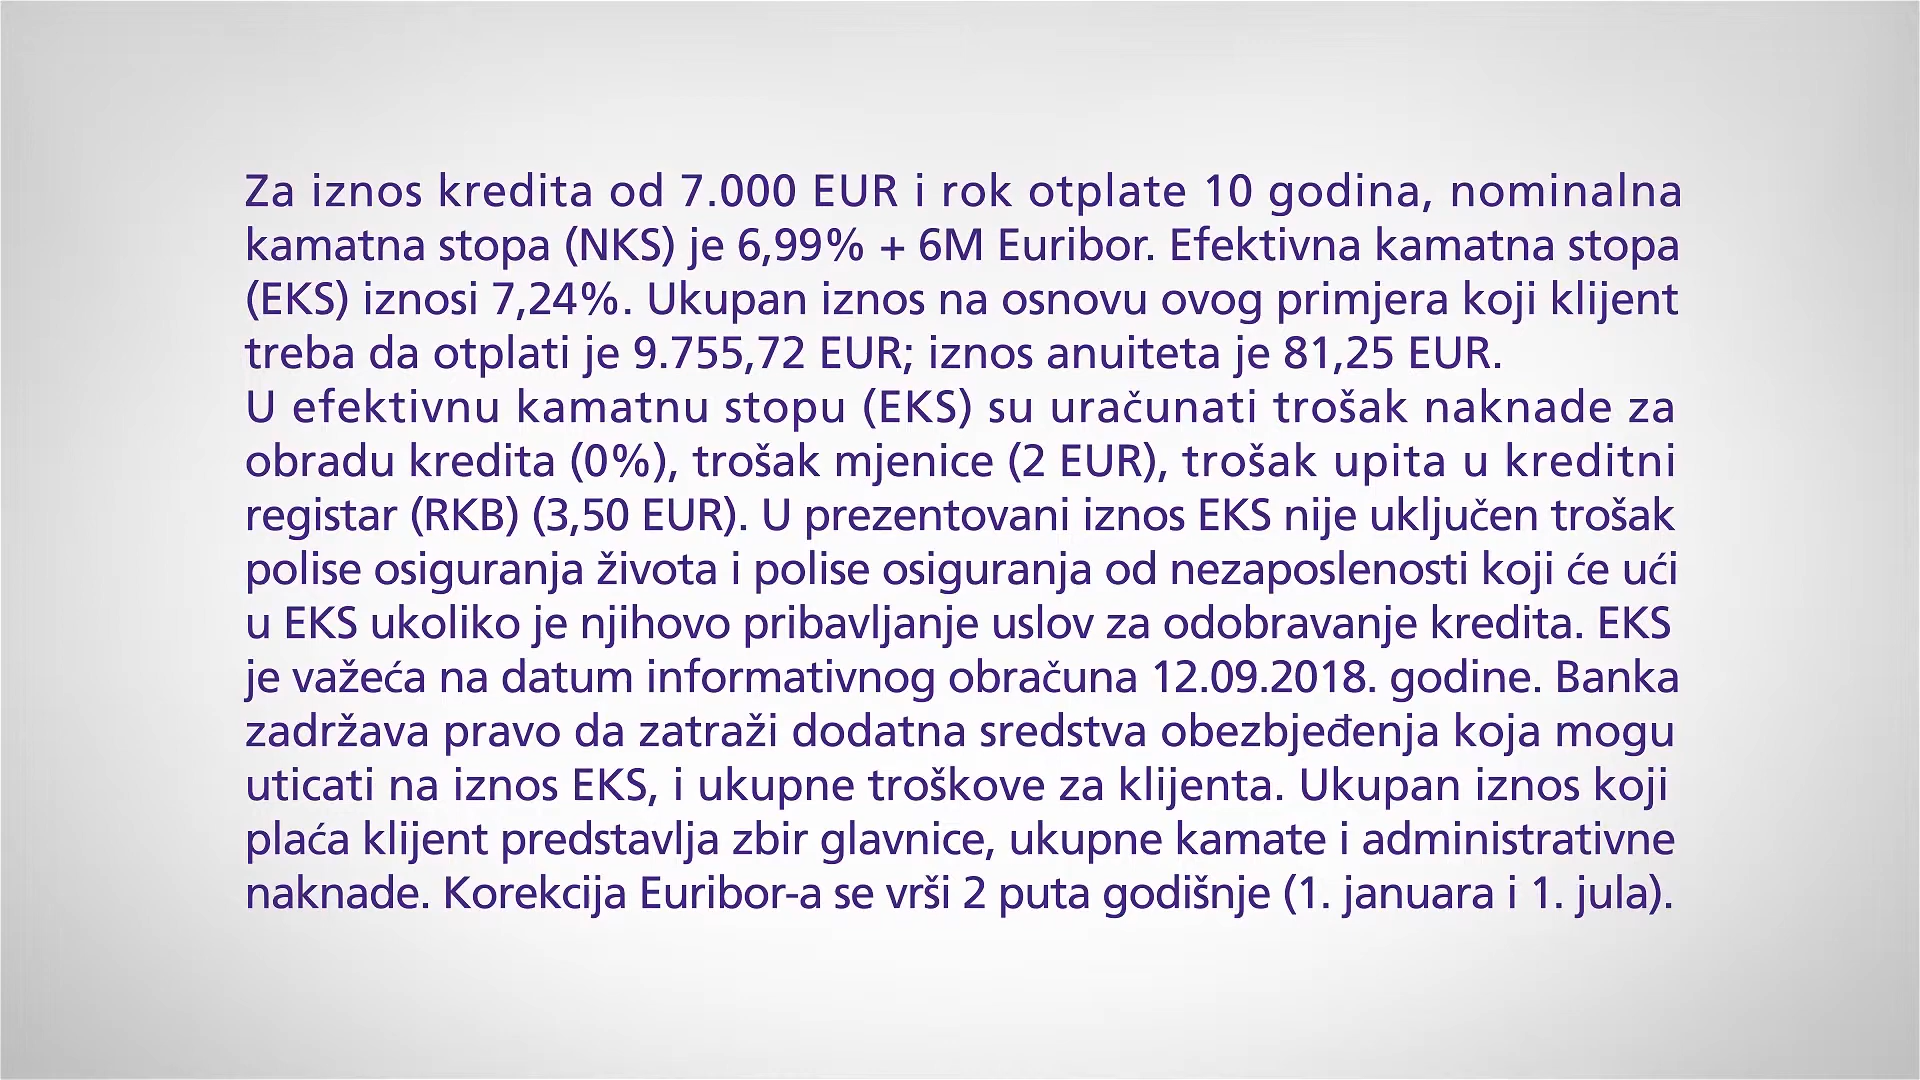 Za iznos kredita od 7.000 EUR i rok otplate 10 godina, nominalna
kamatna stopa (NKS) je 6,99% + 6M Euribor. Efektivna kamatna stopa
(EKS) iznosi 7,24%. Ukupan iznos na osnovu ovog primjera koji klijent
treba da otplati je 9.755,72 EUR; iznos anuiteta je 81,25 EUR.
U efektivnu kamatnu stopu (EKS) su uračunati trošak naknade za
obradu kredita (0%), trošak mjenice (2 EUR), trošak upita u kreditni
registar (RKB) (3,50 EUR). U prezentovani iznos EKS nije uključen trošak
polise osiguranja života i polise osiguranja od nezaposlenosti koji će ući
u EKS ukoliko je njihovo pribavljanje uslov za odobravanje kredita. EKS
je važeća na datum informativnog obračuna 12.09.2018. godine. Banka
zadržava pravo da zatraži dodatna sredstva obezbjeđenja koja mogu
uticati na iznos EKS, i ukupne troškove za klijenta. Ukupan iznos koji
plaća klijent predstavlja zbir glavnice, ukupne kamate i administrativne
naknade. Korekcija Euribor-a se vrši 2 puta godišnje (1. januara i 1. jula).